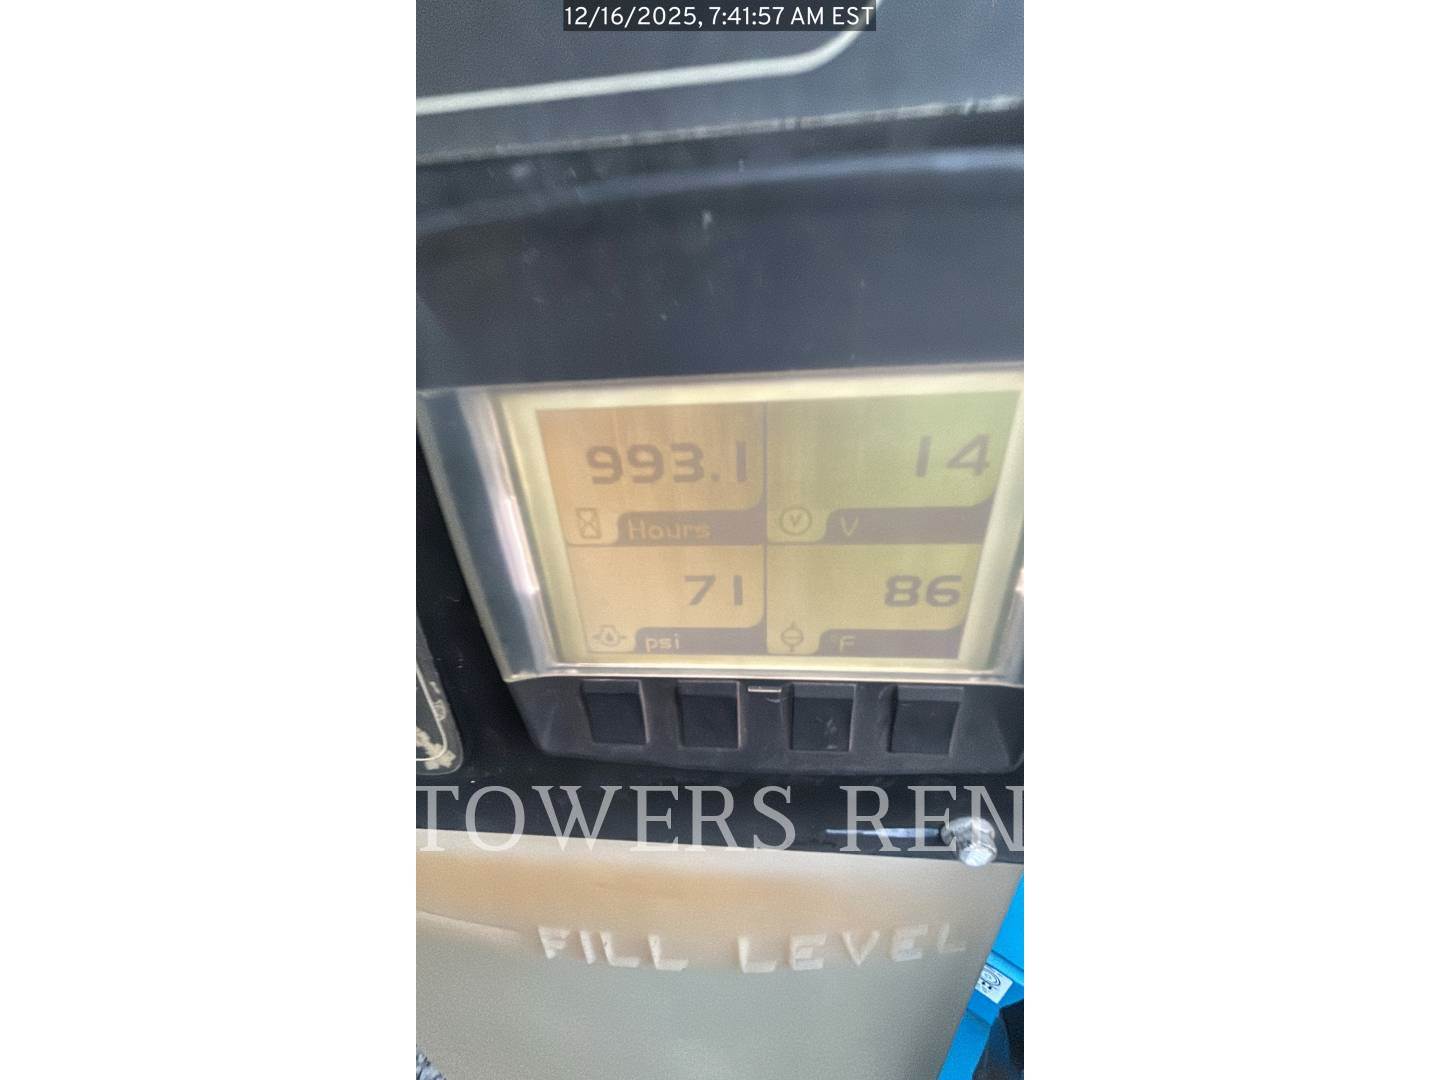 12/16/2025, 7:41:57 AM EST
993.1 14
Hours V V
71 86
psi °F
TOWERS REN
FILL LEVEL